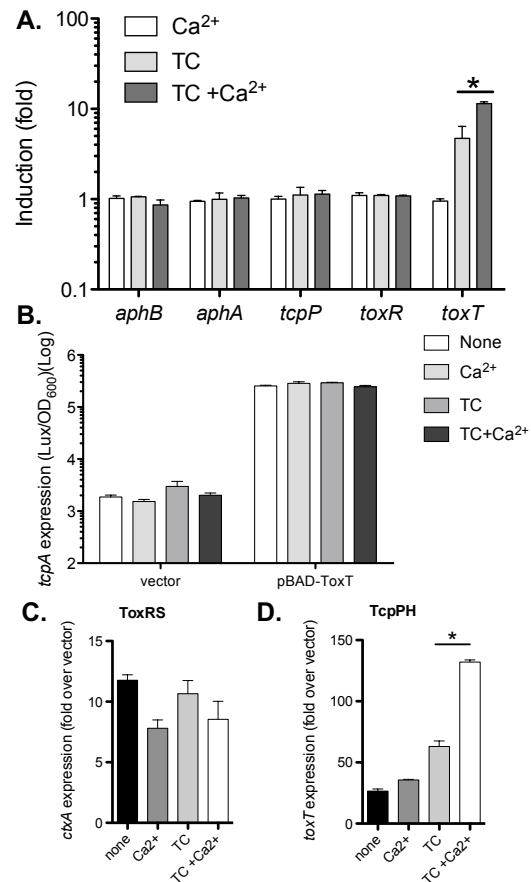 A.
Ca²⁺
TC
TC +Ca²⁺
*
Induction (fold)
100
10
1
0.1
aphB aphA tcpP toxR toxT
B.
None
Ca²⁺
TC
TC+Ca²⁺
tcpA expression (Lux/OD₆₀₀)(Log)
6
5
4
3
2
vector pBAD-ToxT
C. ToxRS
ctxA expression (fold over vector)
15
10
5
0
none Ca2+ TC TC +Ca²⁺
D. TcpPH
*
toxT expression (fold over vector)
150
100
50
0
none Ca2+ TC TC +Ca²⁺